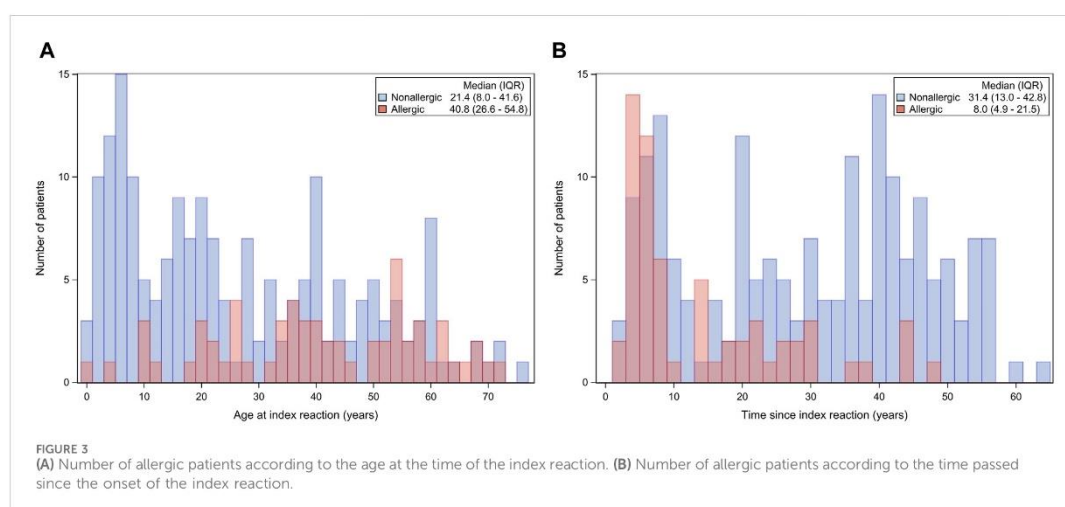 A
B
15
10
5
0
Number of patients
Median (IQR)
Nonallergic 21.4 (8.0 - 41.6)
Allergic 40.8 (26.6 - 54.8)
0 10 20 30 40 50 60 70
Age at index reaction (years)
15
10
5
0
Number of patients
Median (IQR)
Nonallergic 31.4 (13.0 - 42.8)
Allergic 8.0 (4.9 - 21.5)
0 10 20 30 40 50 60
Time since index reaction (years)
FIGURE 3
(A) Number of allergic patients according to the age at the time of the index reaction. (B) Number of allergic patients according to the time passed
since the onset of the index reaction.